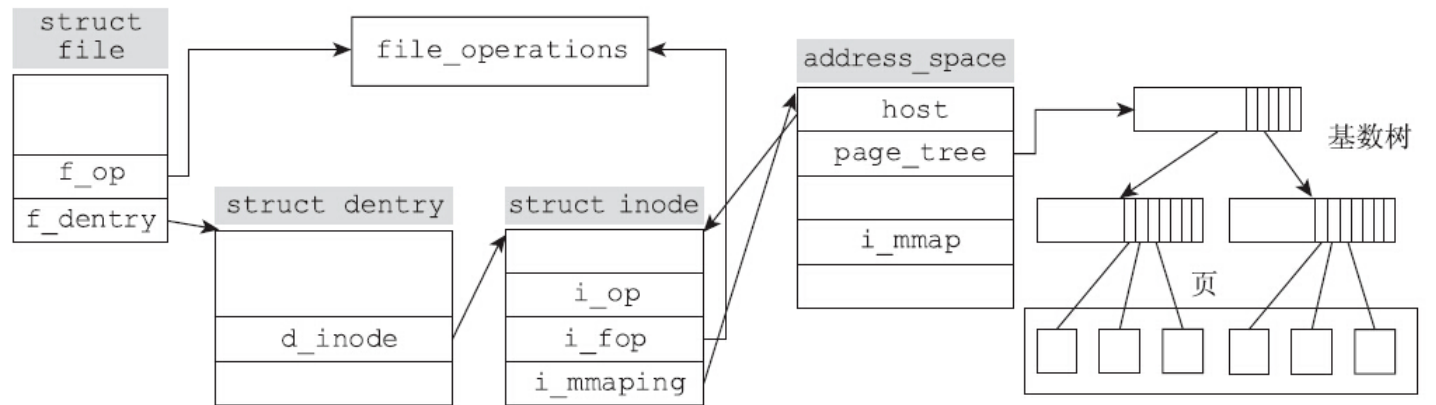 struct
file
f_op
f_dentry
file_operations
struct dentry
d_inode
struct inode
i_op
i_fop
i_mmaping
address_space
host
page_tree
i_mmap
基数树
页